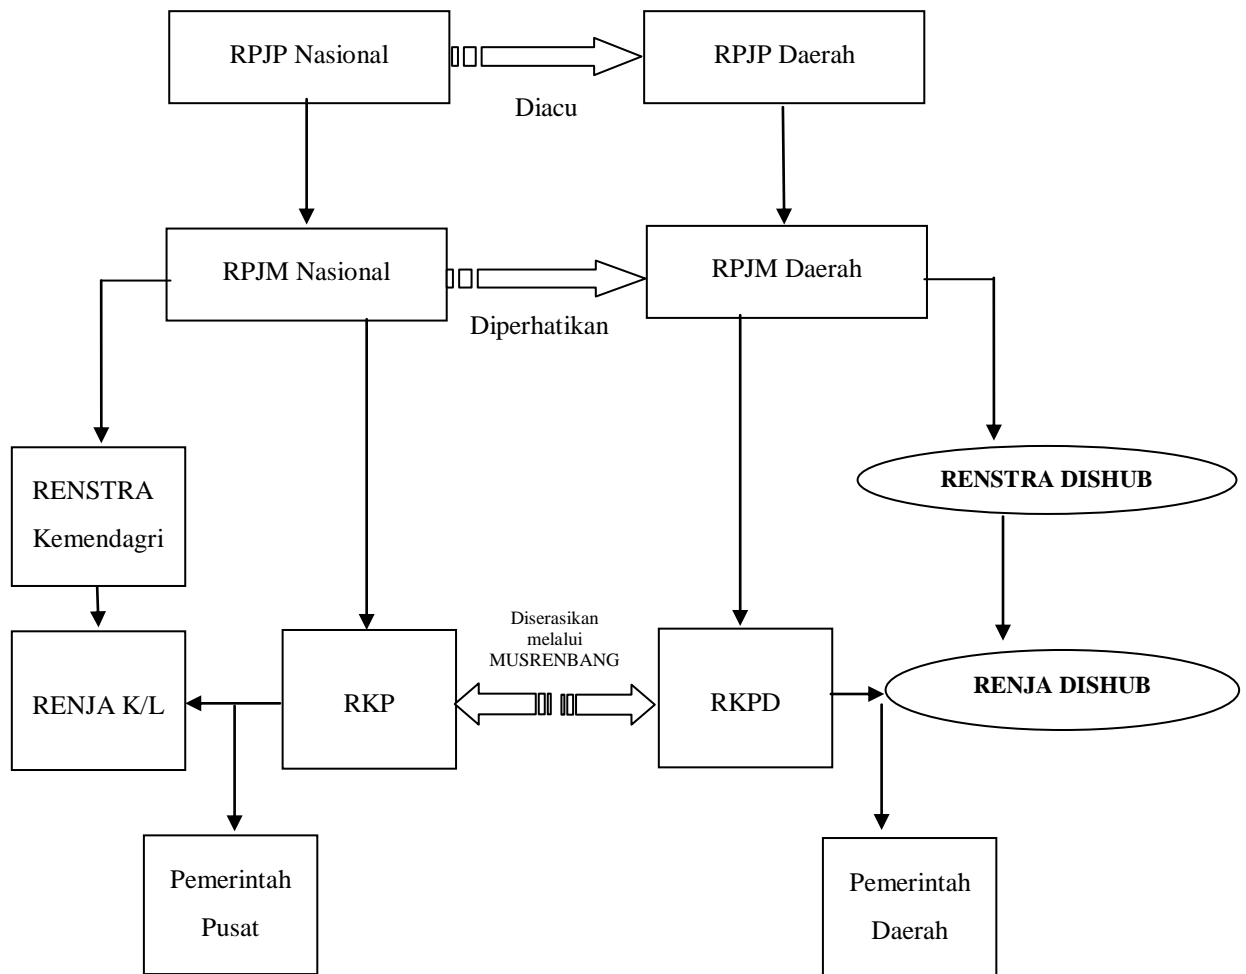 RPJP Nasional
RPJP Daerah
Diacu
RPJM Nasional
RPJM Daerah
Diperhatikan
RENSTRA
Kemendagri
RENSTRA DISHUB
Diserasikan
melalui
MUSRENBANG
RENJA K/L
RKP
RKPD
RENJA DISHUB
Pemerintah
Pusat
Pemerintah
Daerah